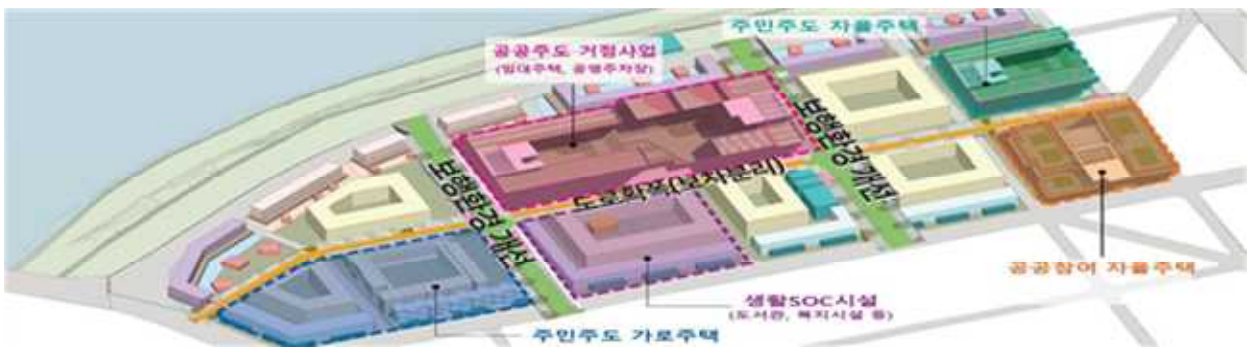 주민주도 자율주택
공공주도 거점사업
(임대주택, 공영주차장)
보행환경개선
보행환경개선
도로확폭(보차분리)
공공참여 자율주택
생활SOC시설
(도서관, 복지시설 등)
주민주도 가로주택